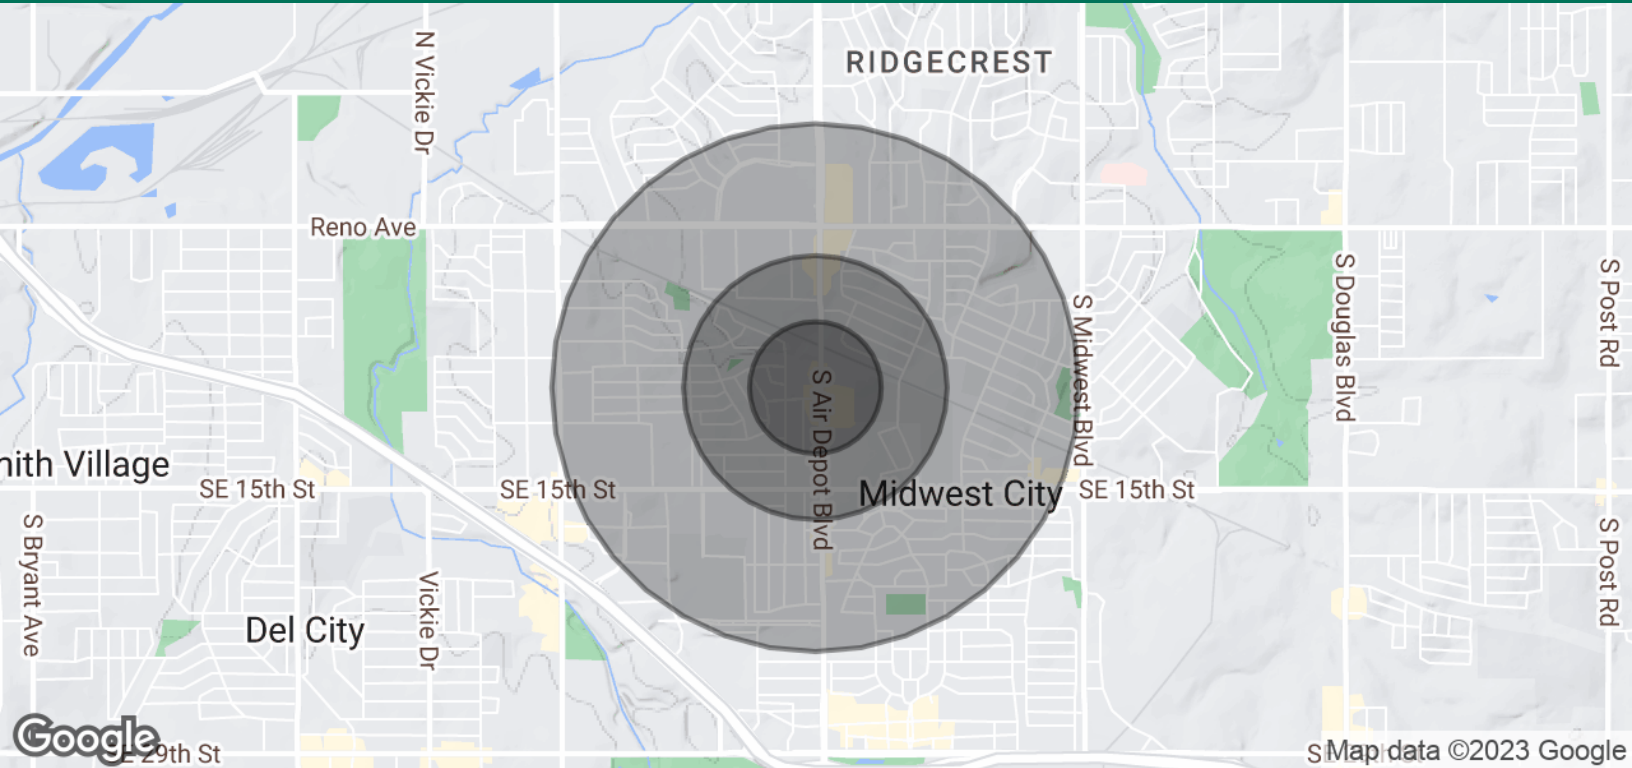 RIDGECREST
N Vickie Dr
Reno Ave
S Midwest Blvd
S Douglas Blvd
S Post Rd
S Air Depot Blvd
mith Village
SE 15th St
SE 15th St
Midwest City
SE 15th St
S Bryant Ave
S Post Rd
Vickie Dr
Del City
Google
SE 29th St
Map data ©2023 Google